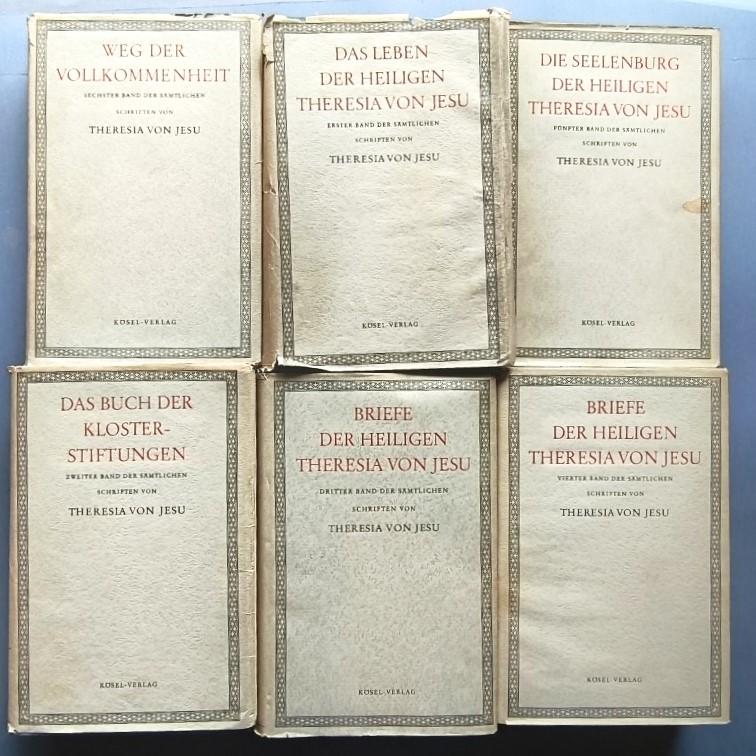 WEG DER
VOLLKOMMENHEIT
SECHSTER BAND DER SÄMTLICHEN
SCHRIFTEN VON
THERESIA VON JESU
KÖSEL-VERLAG
DAS LEBEN
DER HEILIGEN
THERESIA VON JESU
ERSTER BAND DER SÄMTLICHEN
SCHRIFTEN VON
THERESIA VON JESU
KÖSEL-VERLAG
DIE SEELENBURG
DER HEILIGEN
THERESIA VON JESU
FÜNFTER BAND DER SÄMTLICHEN
SCHRIFTEN VON
THERESIA VON JESU
KÖSEL-VERLAG
DAS BUCH DER
KLOSTER-
STIFTUNGEN
ZWEITER BAND DER SÄMTLICHEN
SCHRIFTEN VON
THERESIA VON JESU
KÖSEL-VERLAG
BRIEFE
DER HEILIGEN
THERESIA VON JESU
DRITTER BAND DER SÄMTLICHEN
SCHRIFTEN VON
THERESIA VON JESU
KÖSEL-VERLAG
BRIEFE
DER HEILIGEN
THERESIA VON JESU
VIERTER BAND DER SÄMTLICHEN
SCHRIFTEN VON
THERESIA VON JESU
KÖSEL-VERLAG